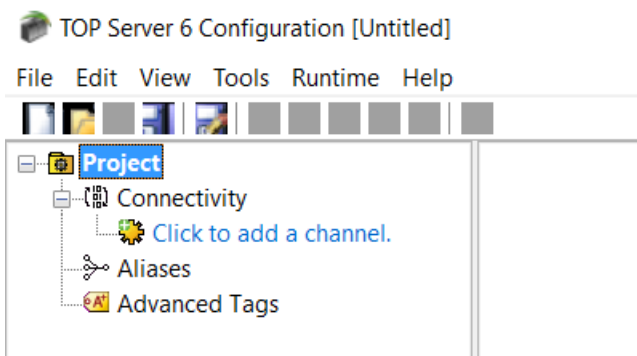 TOP Server 6 Configuration [Untitled]
File Edit View Tools Runtime Help
Project
Connectivity
Click to add a channel.
Aliases
A+ Advanced Tags